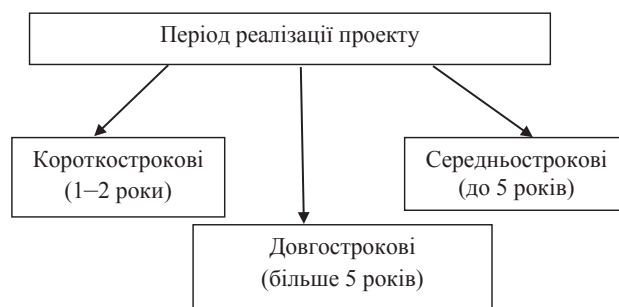 Період реалізації проекту
Короткострокові
(1–2 роки)
Середньострокові
(до 5 років)
Довгострокові
(більше 5 років)